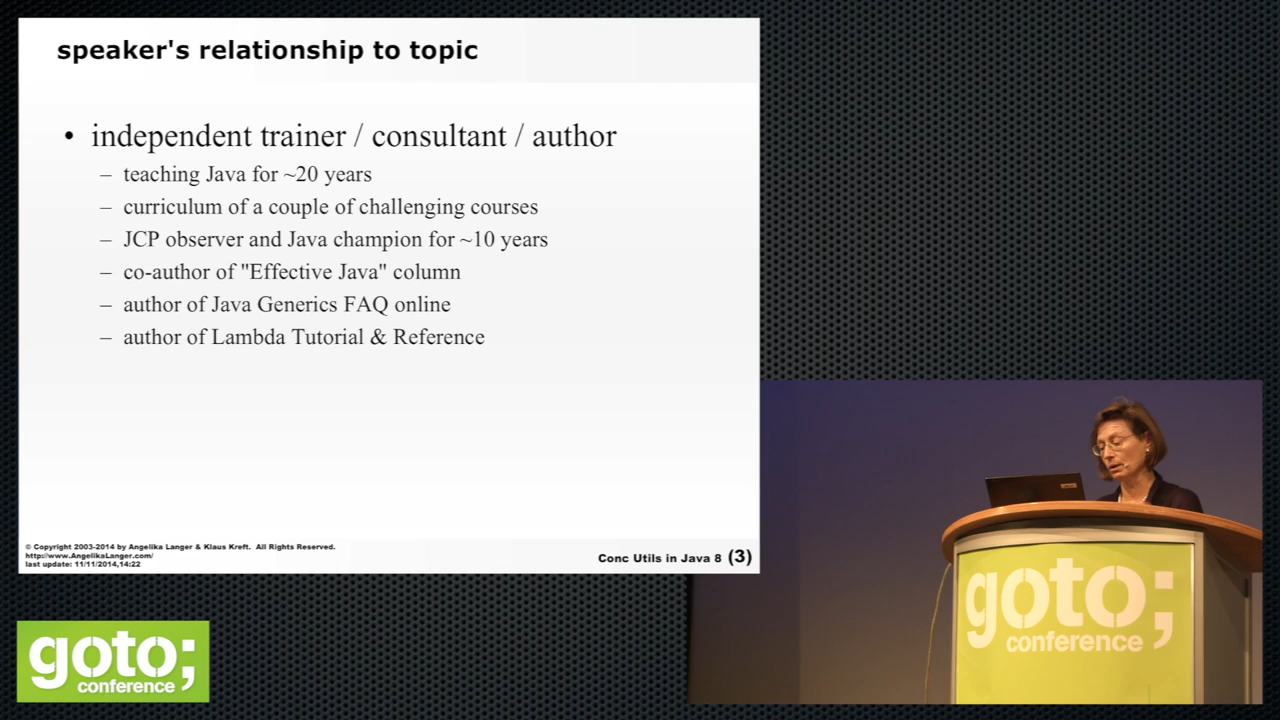 speaker's relationship to topic
• independent trainer / consultant / author
– teaching Java for ~20 years
– curriculum of a couple of challenging courses
– JCP observer and Java champion for ~10 years
– co-author of "Effective Java" column
– author of Java Generics FAQ online
– author of Lambda Tutorial & Reference
© Copyright 2003-2014 by Angelika Langer & Klaus Kreft. All Rights Reserved.
http://www.AngelikaLanger.com/
last update: 11/11/2014,14:22
Conc Utils in Java 8 (3)
goto;
conference
goto;
conference